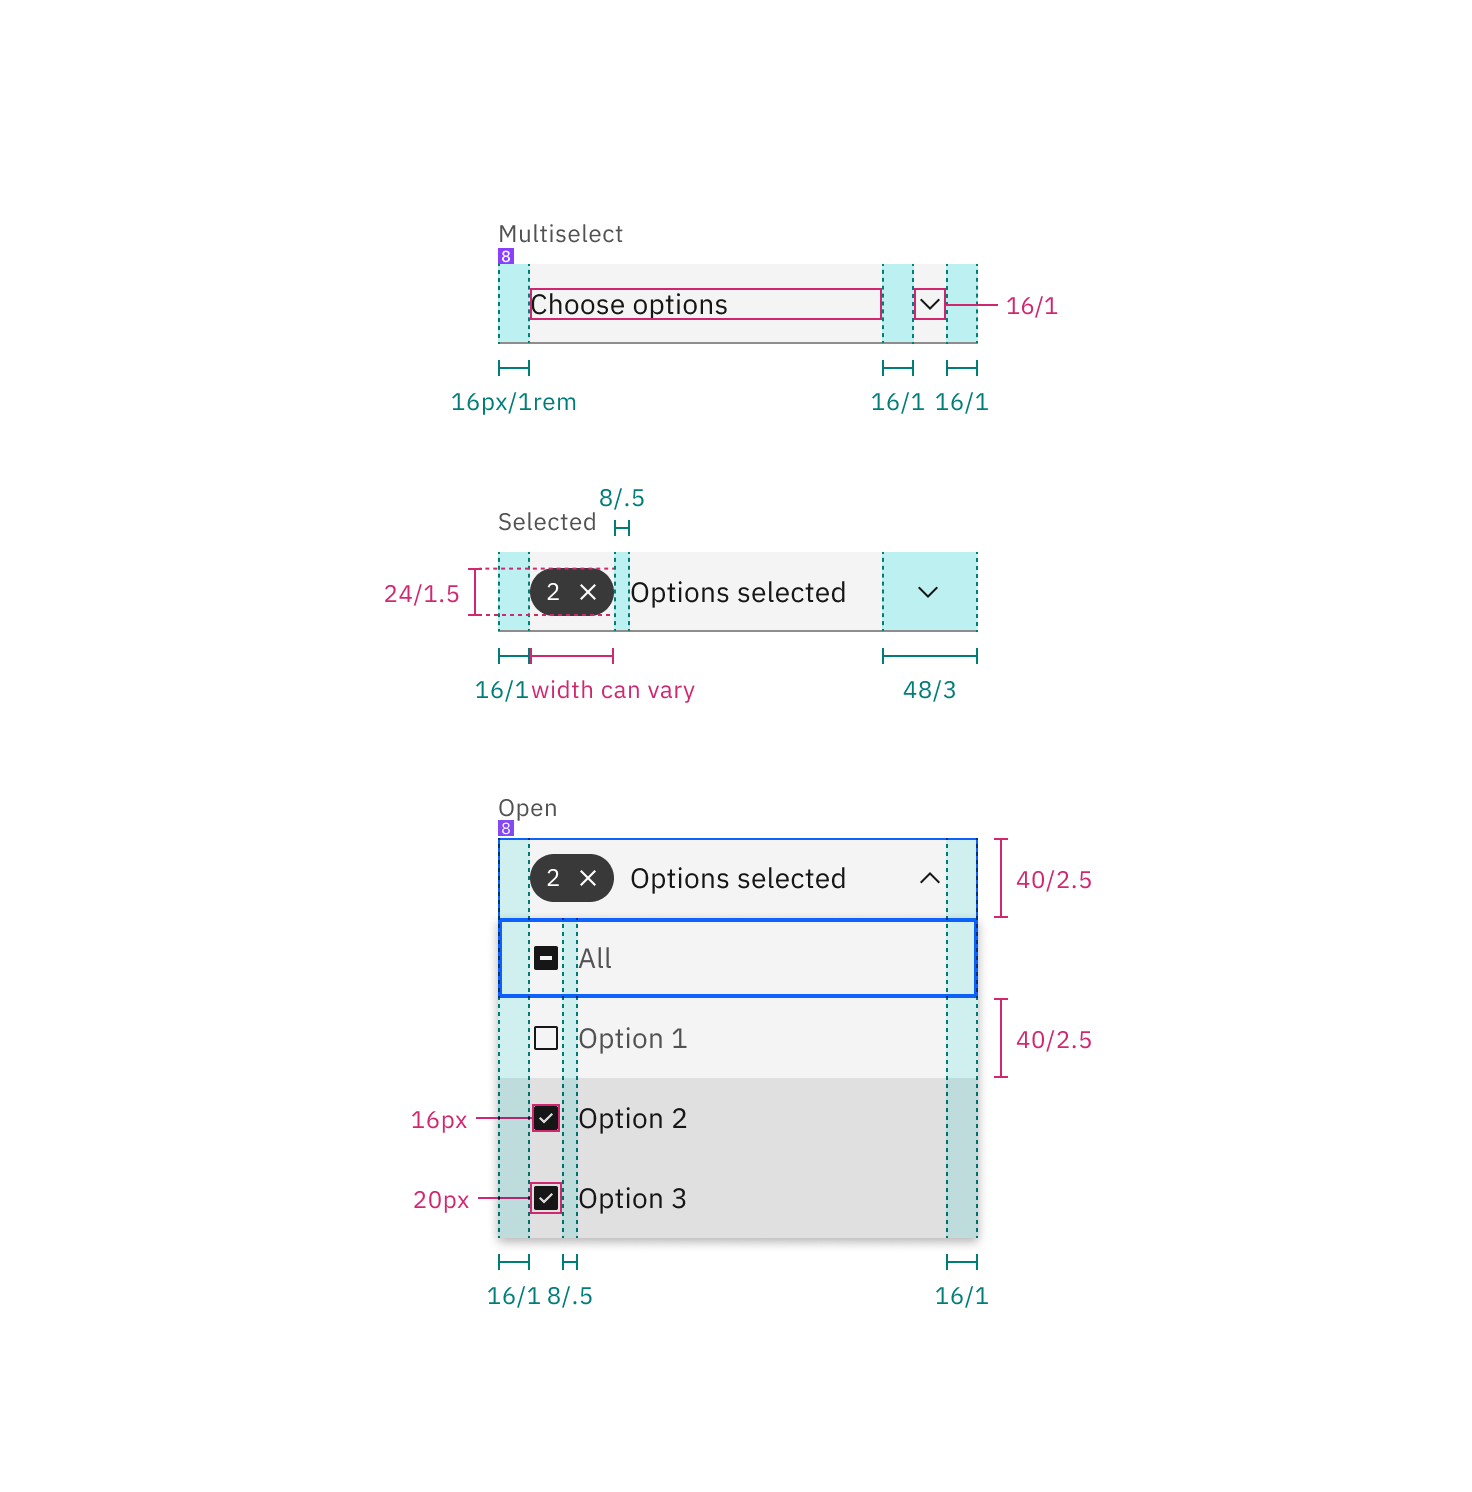 Multiselect
8
Choose options
16/1
16px/1rem
16/1
16/1
8/.5
Selected
24/1.5
2
Options selected
16/1
width can vary
48/3
Open
8
2
Options selected
40/2.5
All
Option 1
40/2.5
16px
Option 2
20px
Option 3
16/1
8/.5
16/1